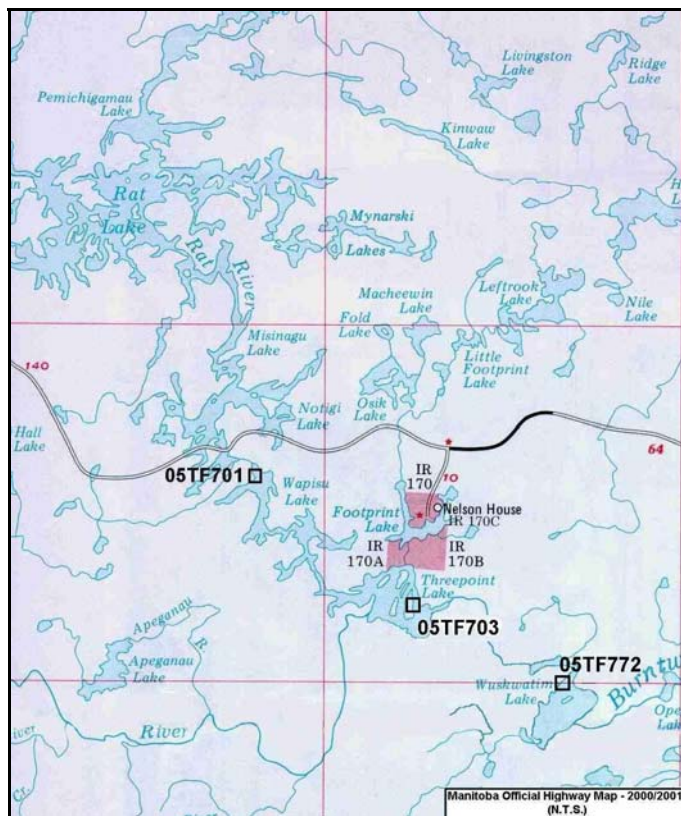 Livingston
Lake
Ridge
Lake
Pemichigamau
Lake
Kinwaw
Lake
Rat
Lake
Mynarski
Lakes
Rat
River
Macheewin
Lake
Leftrook
Lake
Fold
Lake
Nile
Lake
Misinagu
Lake
Little
Footprint
Lake
140
Osik
Lake
Notigi
Lake
Hall
Lake
64
05TF701
Wapisu
Lake
IR
170
10
Nelson House
IR 170C
Footprint
Lake
IR
170A
IR
170B
Threepoint
Lake
05TF703
Apeganau
R.
Apeganau
Lake
05TF772
Wuskwatim
Lake
River
iver
Cr.
Manitoba Official Highway Map - 2000/2001
(N.T.S.)